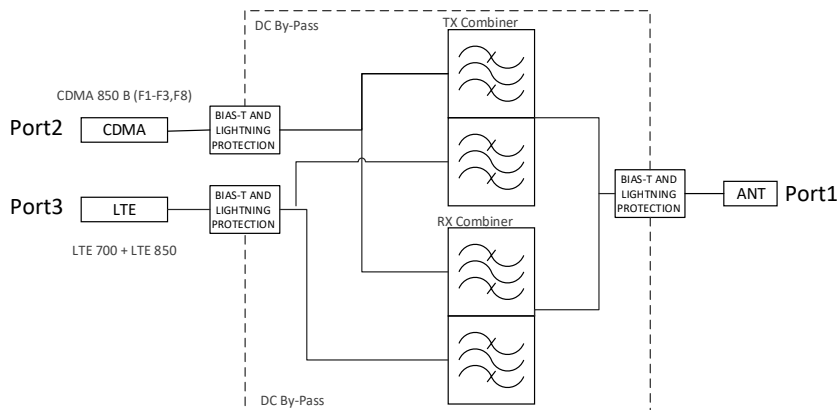 DC By-Pass
TX Combiner
CDMA 850 B (F1-F3,F8)
Port2
CDMA
BIAS-T AND
LIGHTNING
PROTECTION
Port3
LTE
BIAS-T AND
LIGHTNING
PROTECTION
LTE 700 + LTE 850
RX Combiner
BIAS-T AND
LIGHTNING
PROTECTION
ANT
Port1
DC By-Pass